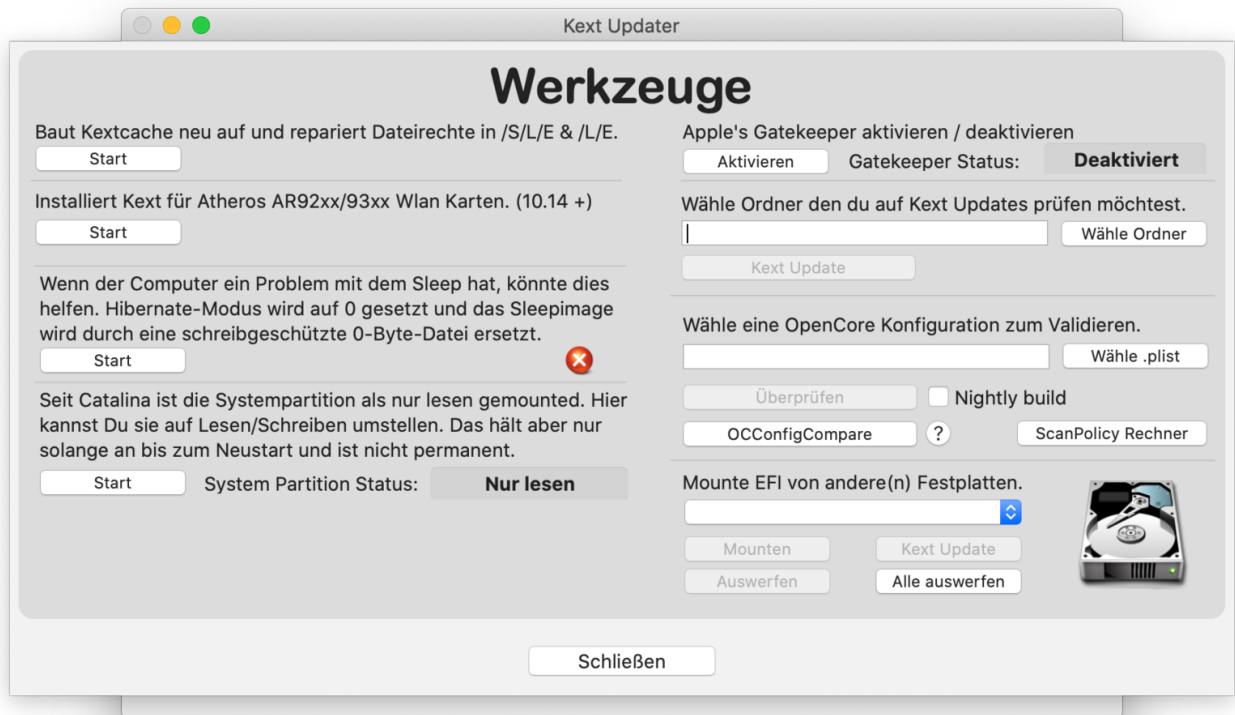 Kext Updater
Werkzeuge
Baut Kextcache neu auf und repariert Dateirechte in /S/L/E & /L/E.
Start
Installiert Kext für Atheros AR92xx/93xx Wlan Karten. (10.14 +)
Start
Wenn der Computer ein Problem mit dem Sleep hat, könnte dies
helfen. Hibernate-Modus wird auf 0 gesetzt und das Sleepimage
wird durch eine schreibgeschützte 0-Byte-Datei ersetzt.
Start
Seit Catalina ist die Systempartition als nur lesen gemounted. Hier
kannst Du sie auf Lesen/Schreiben umstellen. Das hält aber nur
solange an bis zum Neustart und ist nicht permanent.
Start System Partition Status: Nur lesen
Apple's Gatekeeper aktivieren / deaktivieren
Aktivieren Gatekeeper Status: Deaktiviert
Wähle Ordner den du auf Kext Updates prüfen möchtest.
Wähle Ordner
Kext Update
Wähle eine OpenCore Konfiguration zum Validieren.
Wähle .plist
Überprüfen Nightly build
OCConfigCompare ? ScanPolicy Rechner
Mounte EFI von andere(n) Festplatten.
Mounten Kext Update
Auswerfen Alle auswerfen
Schließen